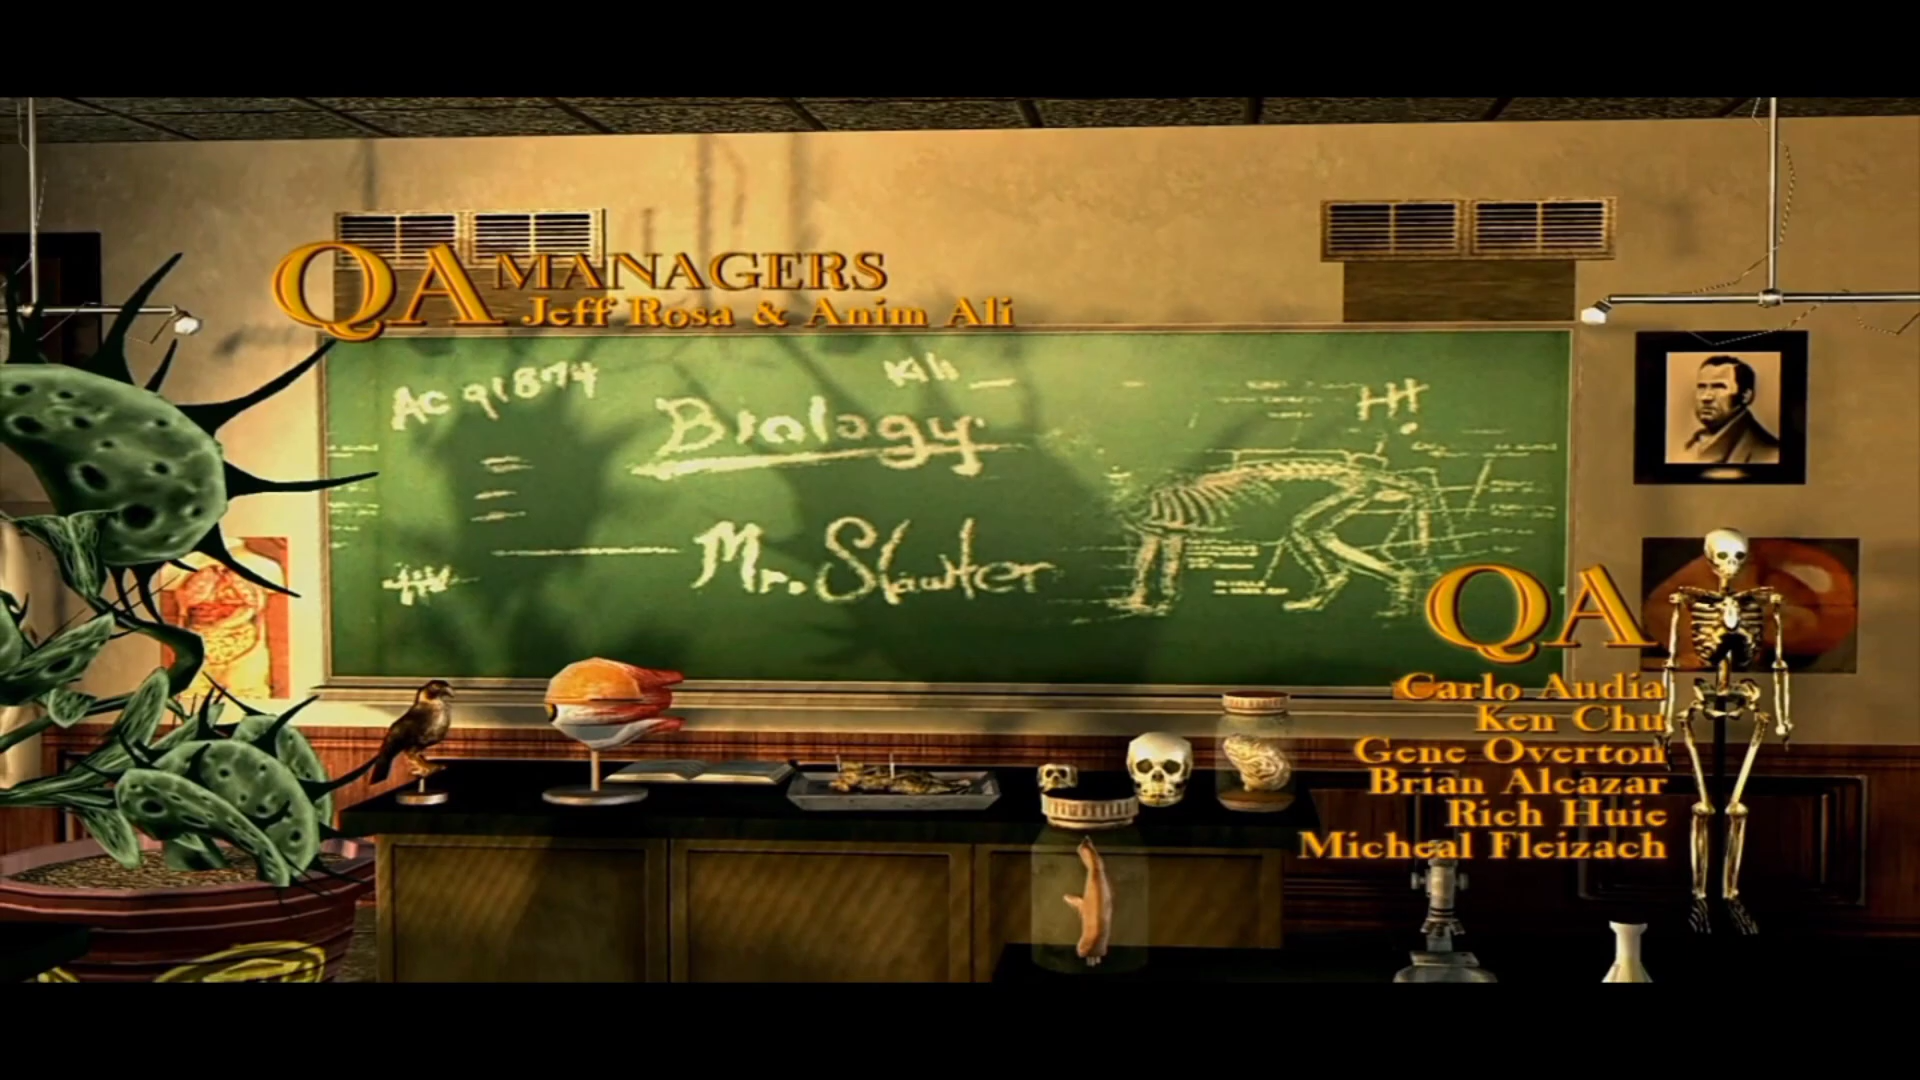 QA MANAGERS
Jeff Rosa & Anim Ali
Biology
Mr. Slawter
QA
Carlo Audia
Ken Chu
Gene Overton
Brian Alcazar
Rich Huie
Micheal Fleizach